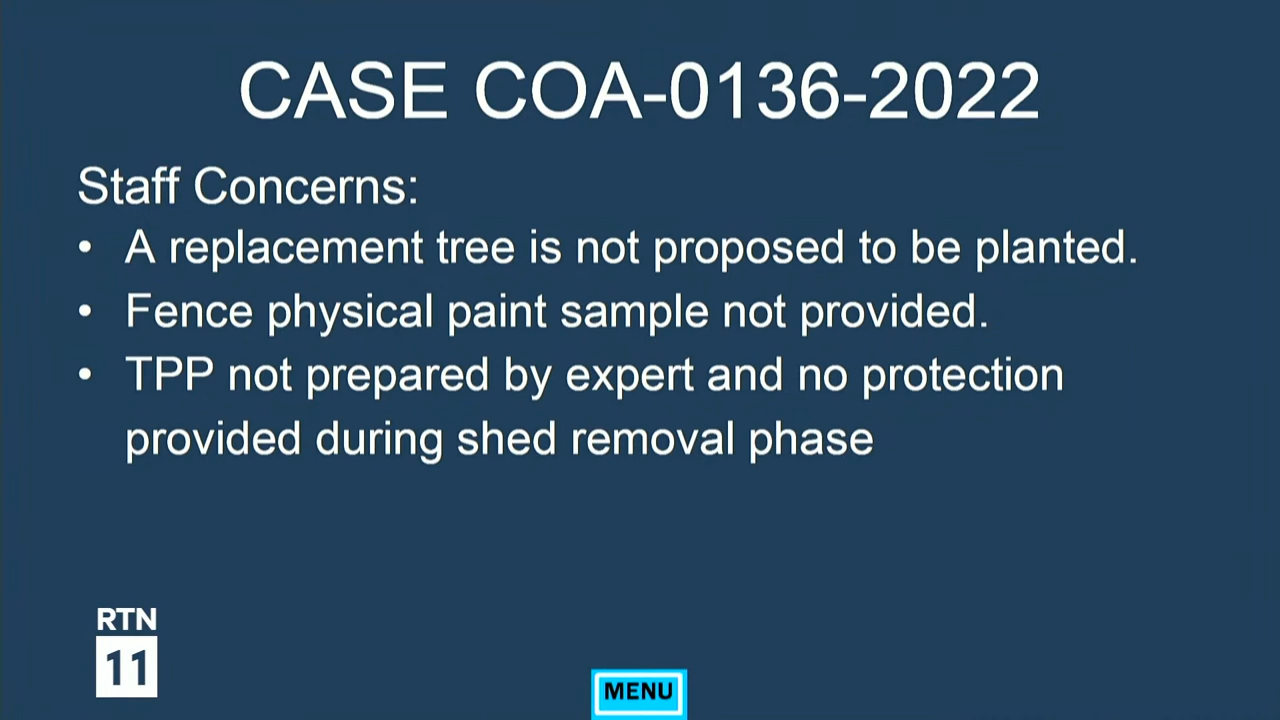 CASE COA-0136-2022
Staff Concerns:
• A replacement tree is not proposed to be planted.
• Fence physical paint sample not provided.
• TPP not prepared by expert and no protection
provided during shed removal phase
RTN
11
MENU